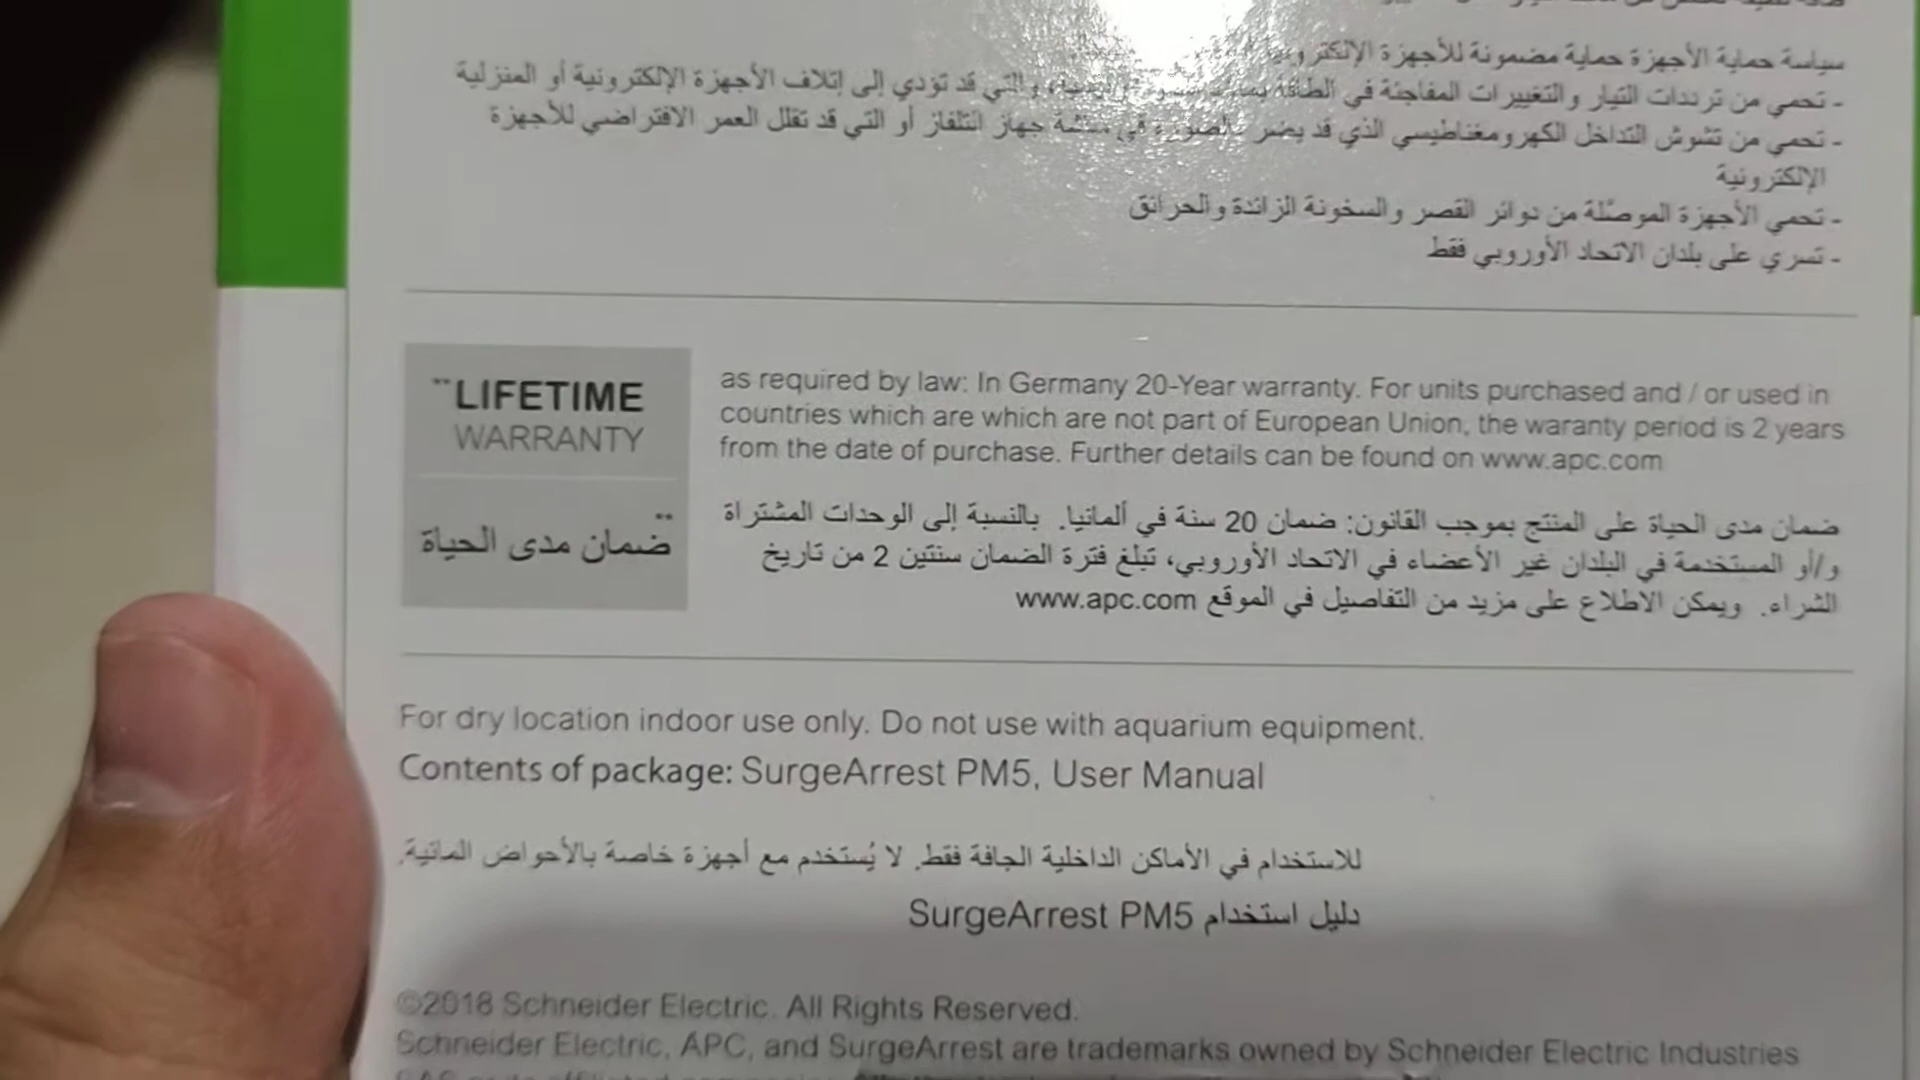 سياسة حماية الأجهزة حماية مضمونة للأجهزة
- تحمي من ترددات التيار والتغييرات المفاجئة في الطاقة والتي قد تؤدي إلى إتلاف الأجهزة الإلكترونية أو المنزلية
- تحمي من تشوش التداخل الكهرومغناطيسي الذي قد يضر بالصورة في شاشة جهاز التلفاز أو التي قد تقلل العمر الافتراضي للأجهزة
الإلكترونية
- تحمي الأجهزة الموصّلة من دوائر القصر والسخونة الزائدة والحرائق
- تسري على بلدان الاتحاد الأوروبي فقط
**LIFETIME
WARRANTY
**
ضمان مدى الحياة
as required by law: In Germany 20-Year warranty. For units purchased and / or used in
countries which are which are not part of European Union, the waranty period is 2 years
from the date of purchase. Further details can be found on www.apc.com
ضمان مدى الحياة على المنتج بموجب القانون: ضمان 20 سنة في ألمانيا. بالنسبة إلى الوحدات المشتراة
و/أو المستخدمة في البلدان غير الأعضاء في الاتحاد الأوروبي، تبلغ فترة الضمان سنتين 2 من تاريخ
الشراء. ويمكن الاطلاع على مزيد من التفاصيل في الموقع www.apc.com
For dry location indoor use only. Do not use with aquarium equipment.
Contents of package: SurgeArrest PM5, User Manual
للاستخدام في الأماكن الداخلية الجافة فقط. لا يُستخدم مع أجهزة خاصة بالأحواض المائية.
دليل استخدام SurgeArrest PM5
©2018 Schneider Electric. All Rights Reserved.
Schneider Electric, APC, and SurgeArrest are trademarks owned by Schneider Electric Industries